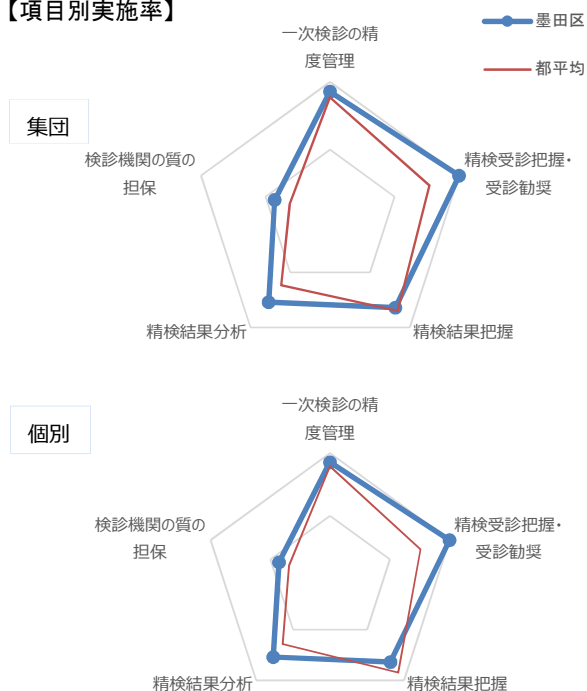 【項目別実施率】
墨田区
都平均
集団
一次検診の精
度管理
精検受診把握・
受診勧奨
精検結果把握
精検結果分析
検診機関の質の
担保
個別
一次検診の精
度管理
精検受診把握・
受診勧奨
精検結果把握
精検結果分析
検診機関の質の
担保